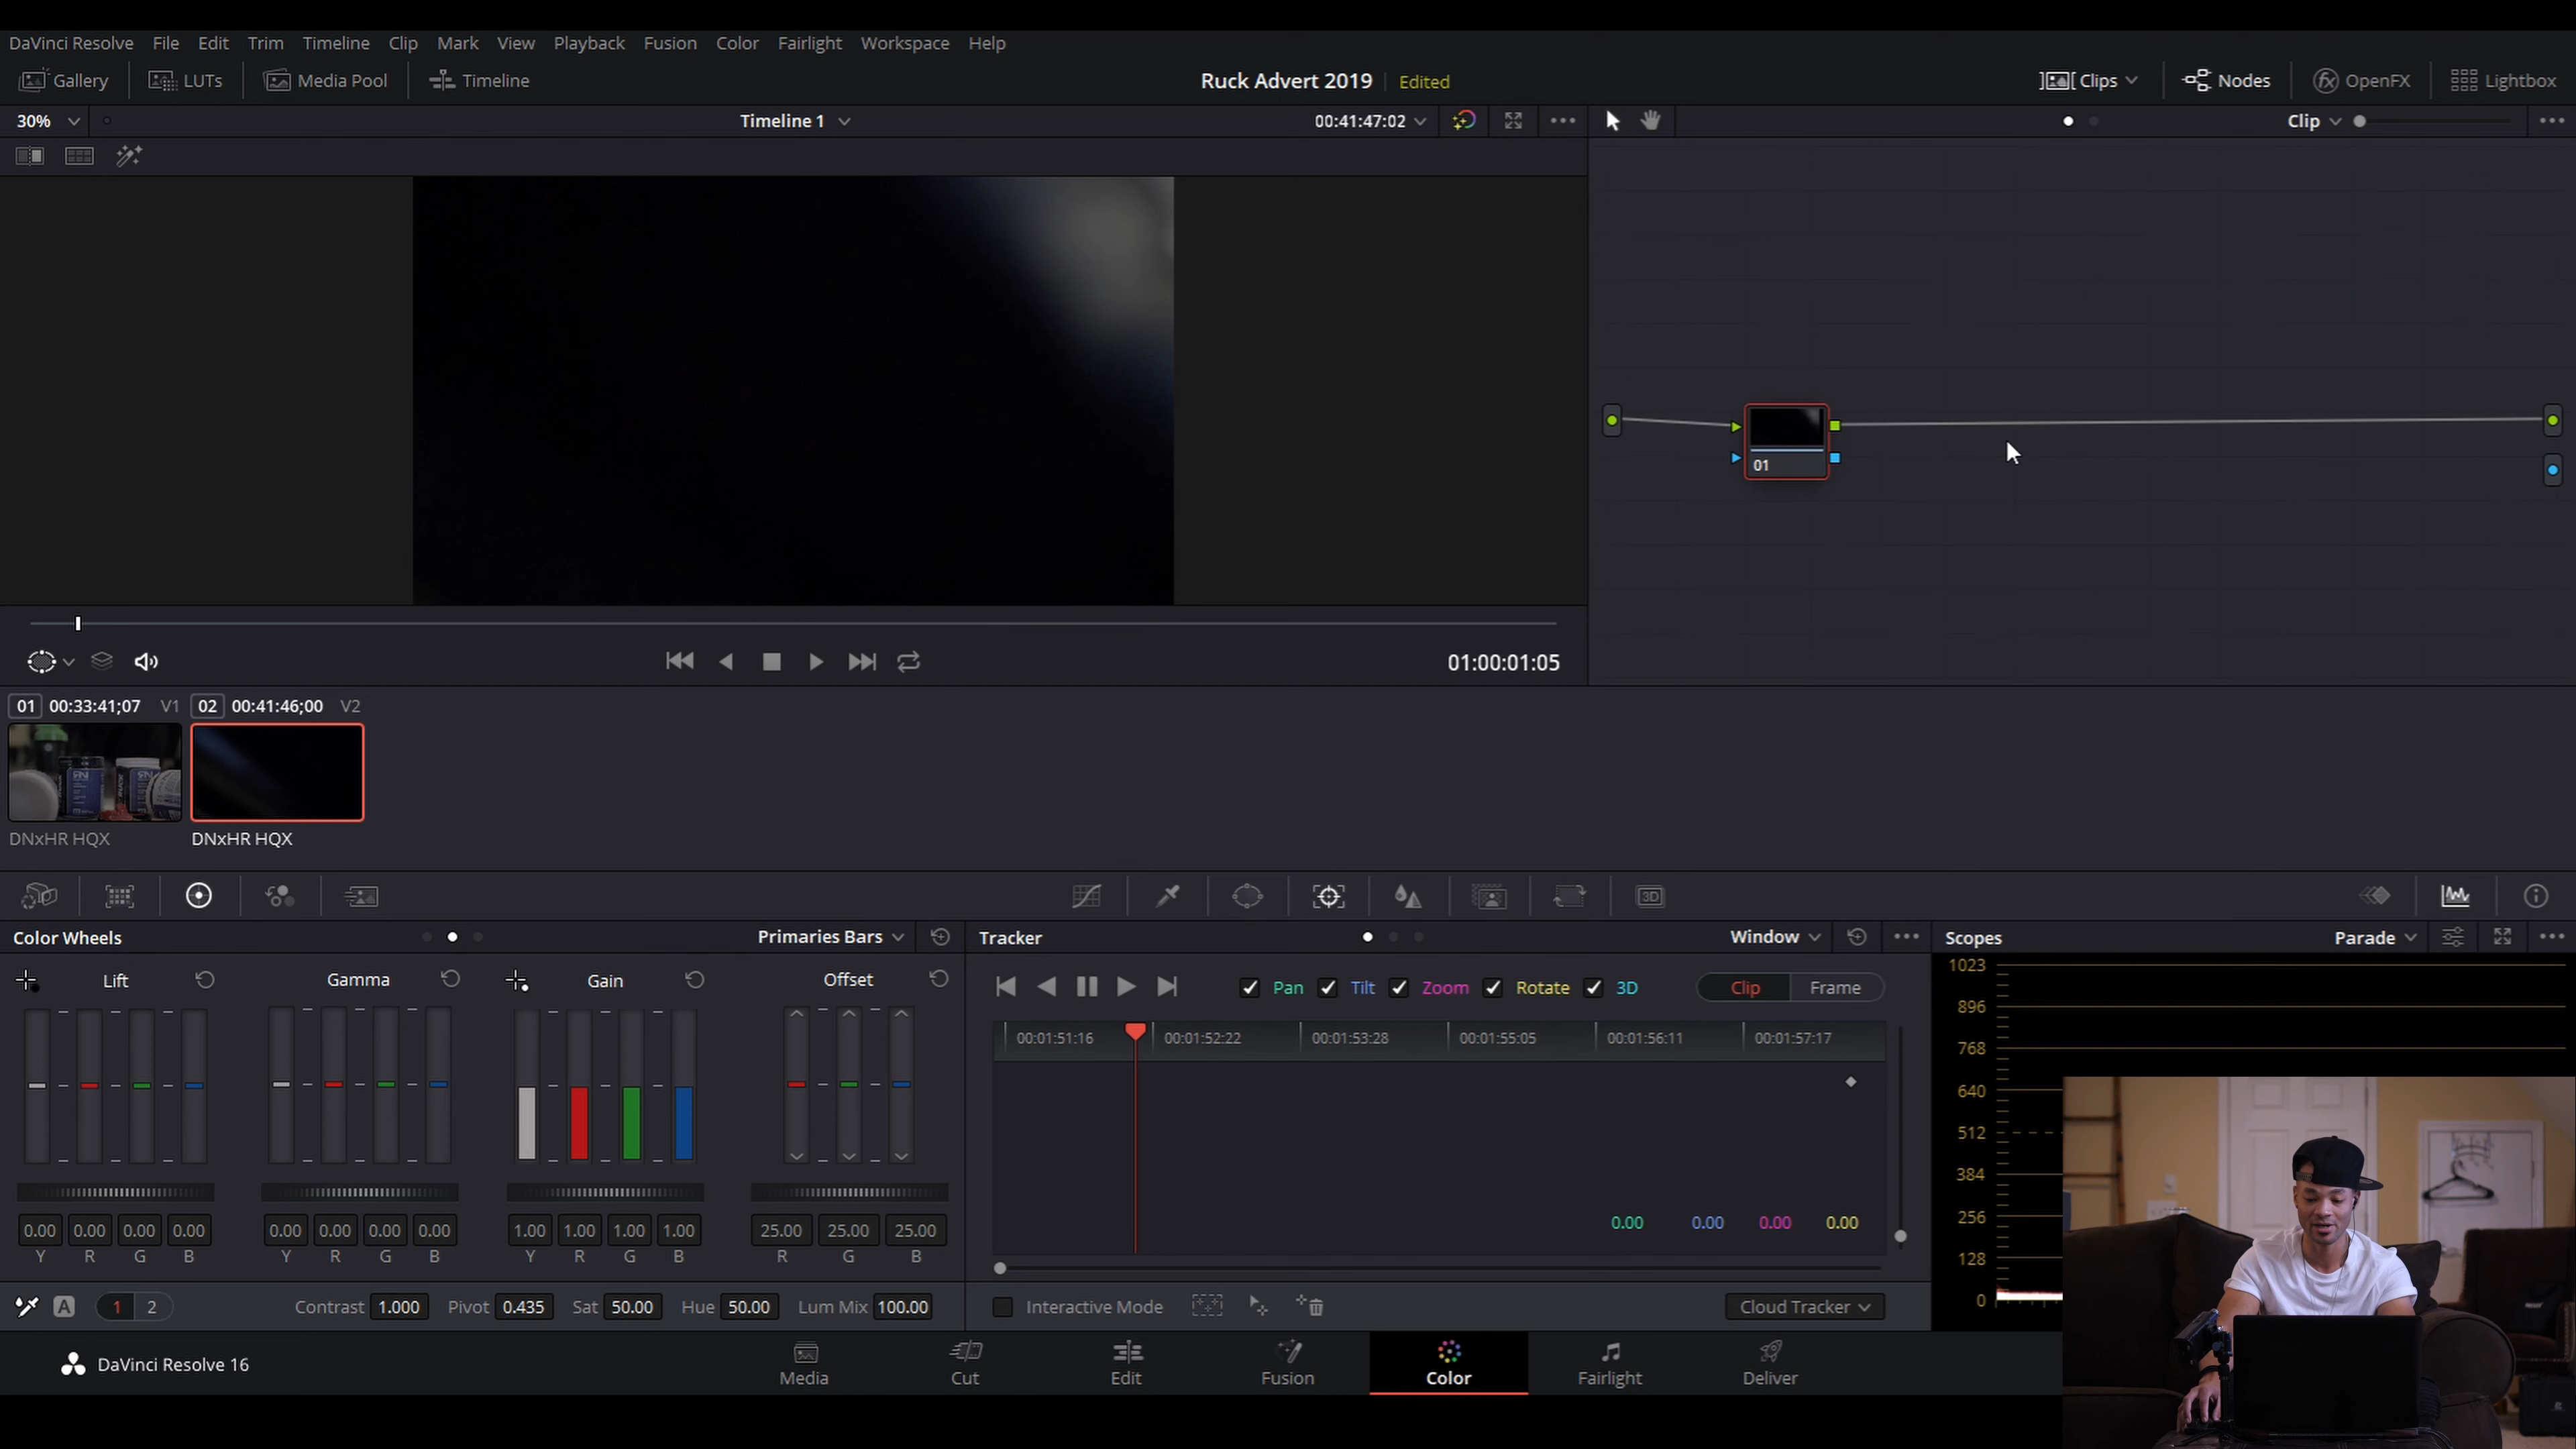 DaVinci Resolve File Edit Trim Timeline Clip Mark View Playback Fusion Color Fairlight Workspace Help
Gallery LUTs Media Pool Timeline Ruck Advert 2019 Edited Clips Nodes OpenFX Lightbox
30% Timeline 1 00:41:47:02 Clip
01
01:00:01:05
01 00:33:41;07 V1 02 00:41:46;00 V2
DNxHR HQX DNxHR HQX
3D
Color Wheels Primaries Bars Tracker Window Scopes Parade
Lift Gamma Gain Offset Pan Tilt Zoom Rotate 3D Clip Frame
00:01:51:16 00:01:52:22 00:01:53:28 00:01:55:05 00:01:56:11 00:01:57:17
1023
896
768
640
512
384
256
128
0
0.00 0.00 0.00 0.00 0.00 0.00 0.00 0.00 1.00 1.00 1.00 1.00 25.00 25.00 25.00 0.00 0.00 0.00 0.00
Y R G B Y R G B Y R G B R G B
A 1 2 Contrast 1.000 Pivot 0.435 Sat 50.00 Hue 50.00 Lum Mix 100.00 Interactive Mode Cloud Tracker
DaVinci Resolve 16 Media Cut Edit Fusion Color Fairlight Deliver